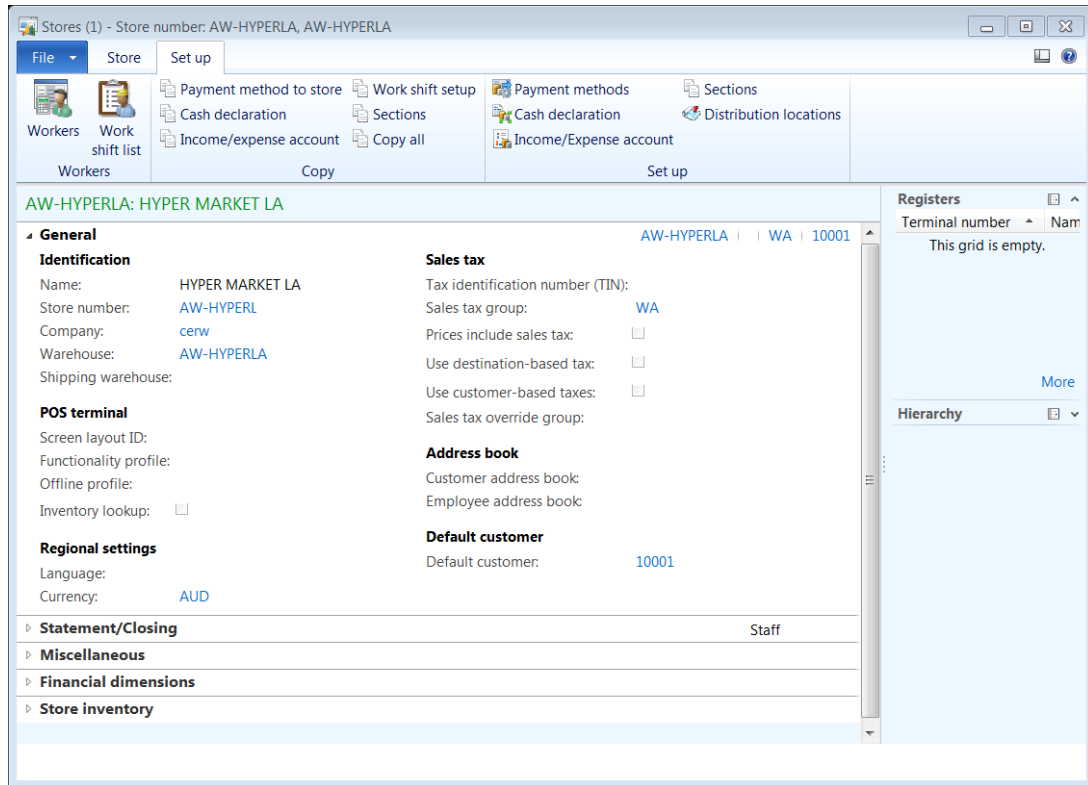 Stores (1) - Store number: AW-HYPERLA, AW-HYPERLA
File Store Set up
Workers
Work shift list
Workers
Payment method to store
Cash declaration
Income/expense account
Work shift setup
Sections
Copy all
Copy
Payment methods
Cash declaration
Income/Expense account
Sections
Distribution locations
Set up
AW-HYPERLA: HYPER MARKET LA
General AW-HYPERLA WA 10001
Identification
Name: HYPER MARKET LA
Store number: AW-HYPERL
Company: cerw
Warehouse: AW-HYPERLA
Shipping warehouse:
POS terminal
Screen layout ID:
Functionality profile:
Offline profile:
Inventory lookup:
Regional settings
Language:
Currency: AUD
Sales tax
Tax identification number (TIN):
Sales tax group: WA
Prices include sales tax:
Use destination-based tax:
Use customer-based taxes:
Sales tax override group:
Address book
Customer address book:
Employee address book:
Default customer
Default customer: 10001
Statement/Closing Staff
Miscellaneous
Financial dimensions
Store inventory
Registers
Terminal number Nam
This grid is empty.
More
Hierarchy